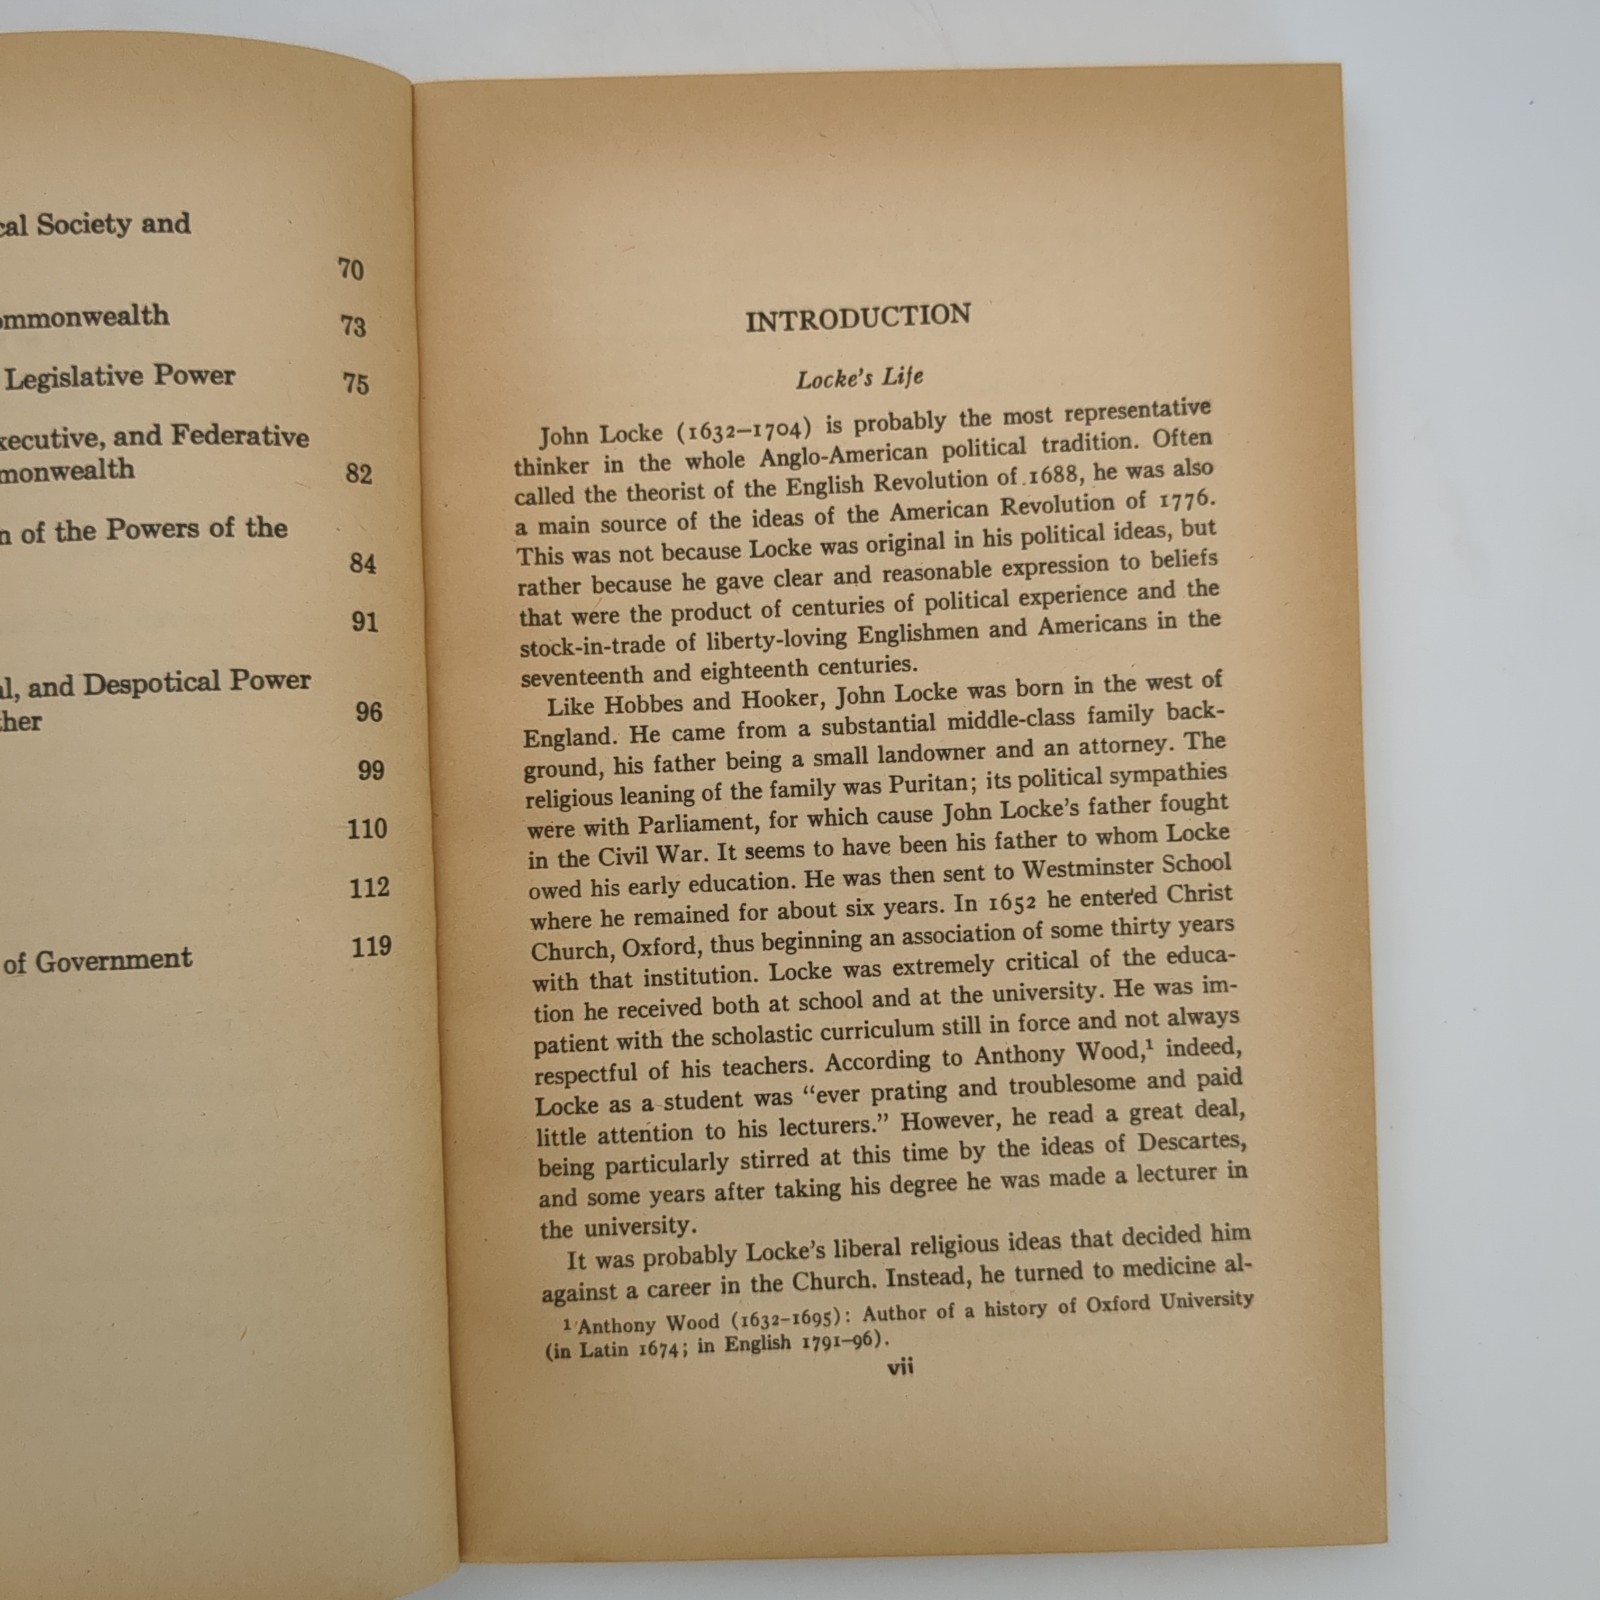 cal Society and
70
ommonwealth 73
Legislative Power 75
xecutive, and Federative
monwealth 82
n of the Powers of the
84
91
al, and Despotical Power
ther 96
99
110
112
of Government 119
INTRODUCTION
Locke's Life
John Locke (1632–1704) is probably the most representative
thinker in the whole Anglo-American political tradition. Often
called the theorist of the English Revolution of 1688, he was also
a main source of the ideas of the American Revolution of 1776.
This was not because Locke was original in his political ideas, but
rather because he gave clear and reasonable expression to beliefs
that were the product of centuries of political experience and the
stock-in-trade of liberty-loving Englishmen and Americans in the
seventeenth and eighteenth centuries.
Like Hobbes and Hooker, John Locke was born in the west of
England. He came from a substantial middle-class family back-
ground, his father being a small landowner and an attorney. The
religious leaning of the family was Puritan; its political sympathies
were with Parliament, for which cause John Locke's father fought
in the Civil War. It seems to have been his father to whom Locke
owed his early education. He was then sent to Westminster School
where he remained for about six years. In 1652 he entered Christ
Church, Oxford, thus beginning an association of some thirty years
with that institution. Locke was extremely critical of the educa-
tion he received both at school and at the university. He was im-
patient with the scholastic curriculum still in force and not always
respectful of his teachers. According to Anthony Wood,¹ indeed,
Locke as a student was "ever prating and troublesome and paid
little attention to his lecturers." However, he read a great deal,
being particularly stirred at this time by the ideas of Descartes,
and some years after taking his degree he was made a lecturer in
the university.
It was probably Locke's liberal religious ideas that decided him
against a career in the Church. Instead, he turned to medicine al-
¹ Anthony Wood (1632–1695): Author of a history of Oxford University
(in Latin 1674; in English 1791–96).
vii